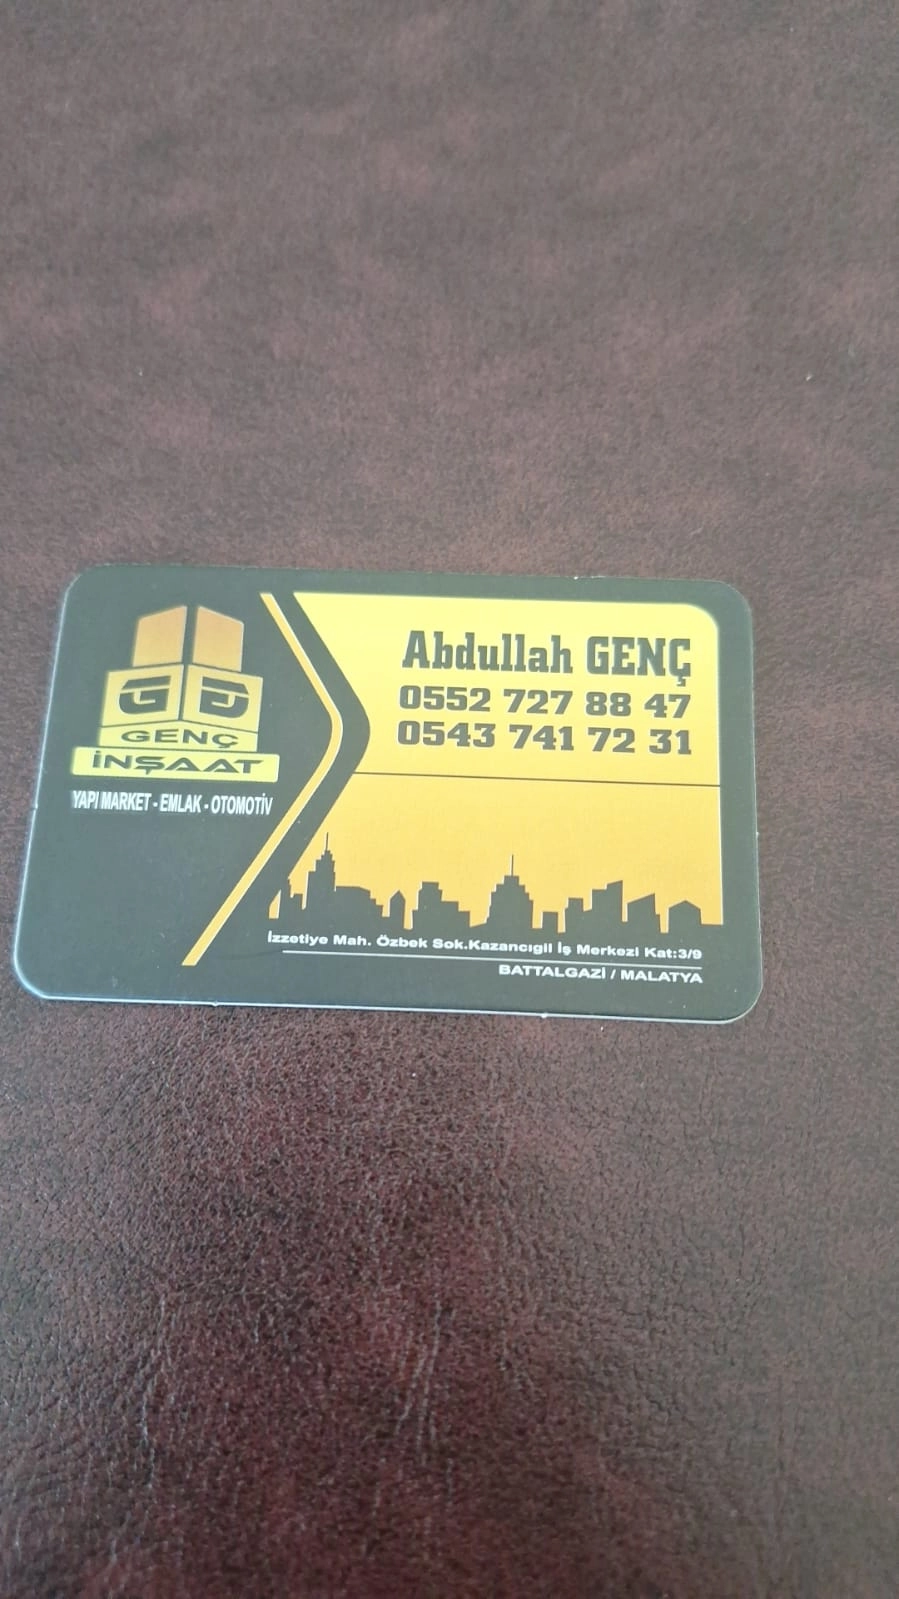 GENÇ
İNŞAAT
YAPI MARKET - EMLAK - OTOMOTİV
Abdullah GENÇ
0552 727 88 47
0543 741 72 31
İzzetiye Mah. Özbek Sok.Kazancıgil İş Merkezi Kat:3/9
BATTALGAZİ / MALATYA